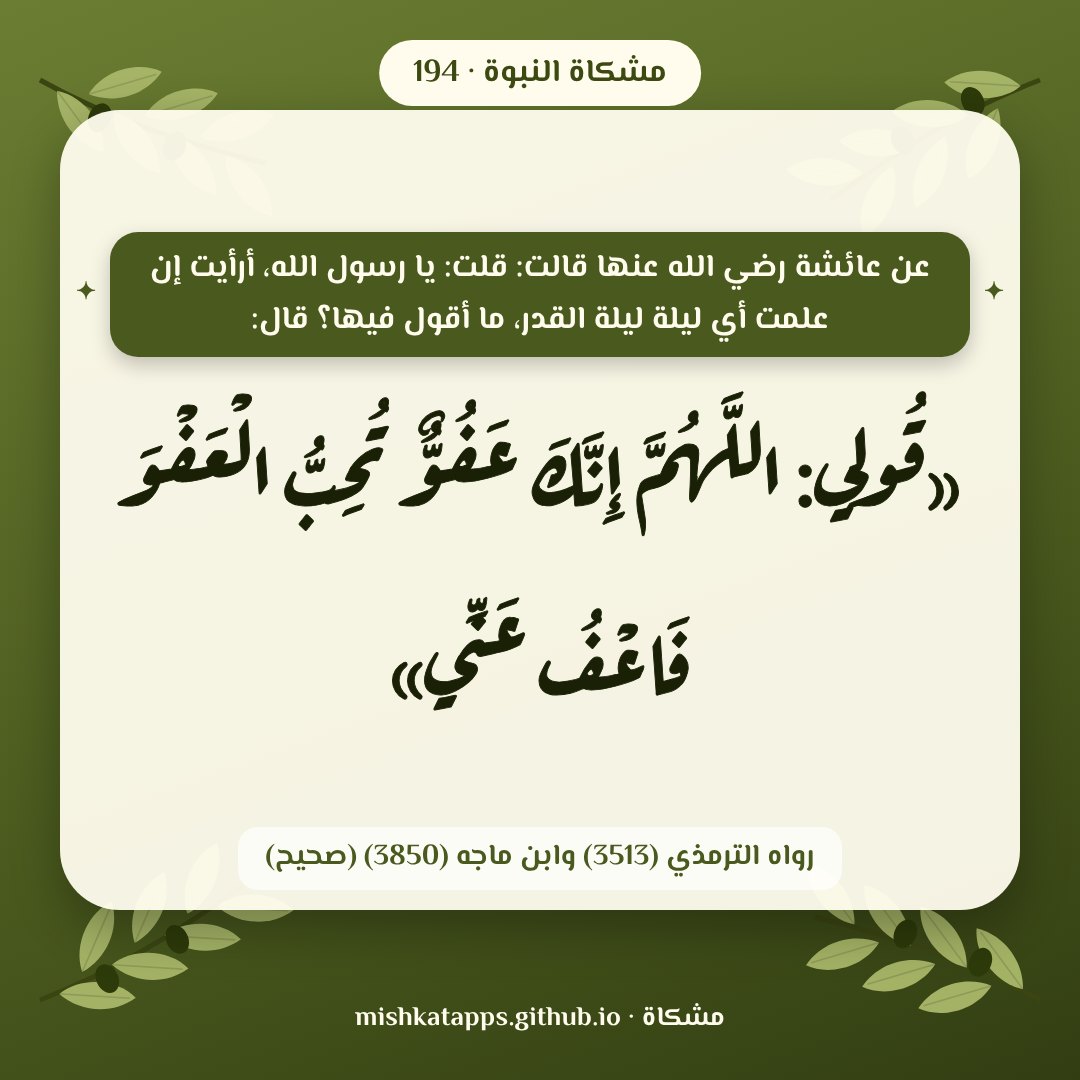 مشكاة النبوة · 194
عن عائشة رضي الله عنها قالت: قلت: يا رسول الله، أرأيت إن
علمت أي ليلة ليلة القدر، ما أقول فيها؟ قال:
«قُولِي: اللَّهُمَّ إِنَّكَ عَفُوٌّ تُحِبُّ الْعَفْوَ
فَاعْفُ عَنِّي»
رواه الترمذي (3513) وابن ماجه (3850) (صحيح)
مشكاة · mishkatapps.github.io